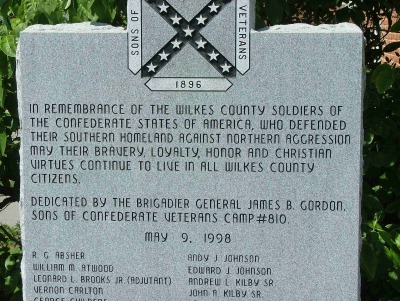 SONS OF
VETERANS
1896
IN REMEMBRANCE OF THE WILKES COUNTY SOLDIERS OF
THE CONFEDERATE STATES OF AMERICA, WHO DEFENDED
THEIR SOUTHERN HOMELAND AGAINST NORTHERN AGGRESSION
MAY THEIR BRAVERY, LOYALTY, HONOR AND CHRISTIAN
VIRTUES CONTINUE TO LIVE IN ALL WILKES COUNTY
CITIZENS.
DEDICATED BY THE BRIGADIER GENERAL JAMES B. GORDON,
SONS OF CONFEDERATE VETERANS CAMP #810.
MAY 9, 1998
R. G. ABSHER
WILLIAM M. ATWOOD
LEONARD L. BROOKS JR (ADJUTANT)
VERNON CARLTON
GEORGE CHILDERS
ANDY J. JOHNSON
EDWARD J. JOHNSON
ANDREW L. KILBY SR.
JOHN A. KILBY SR.